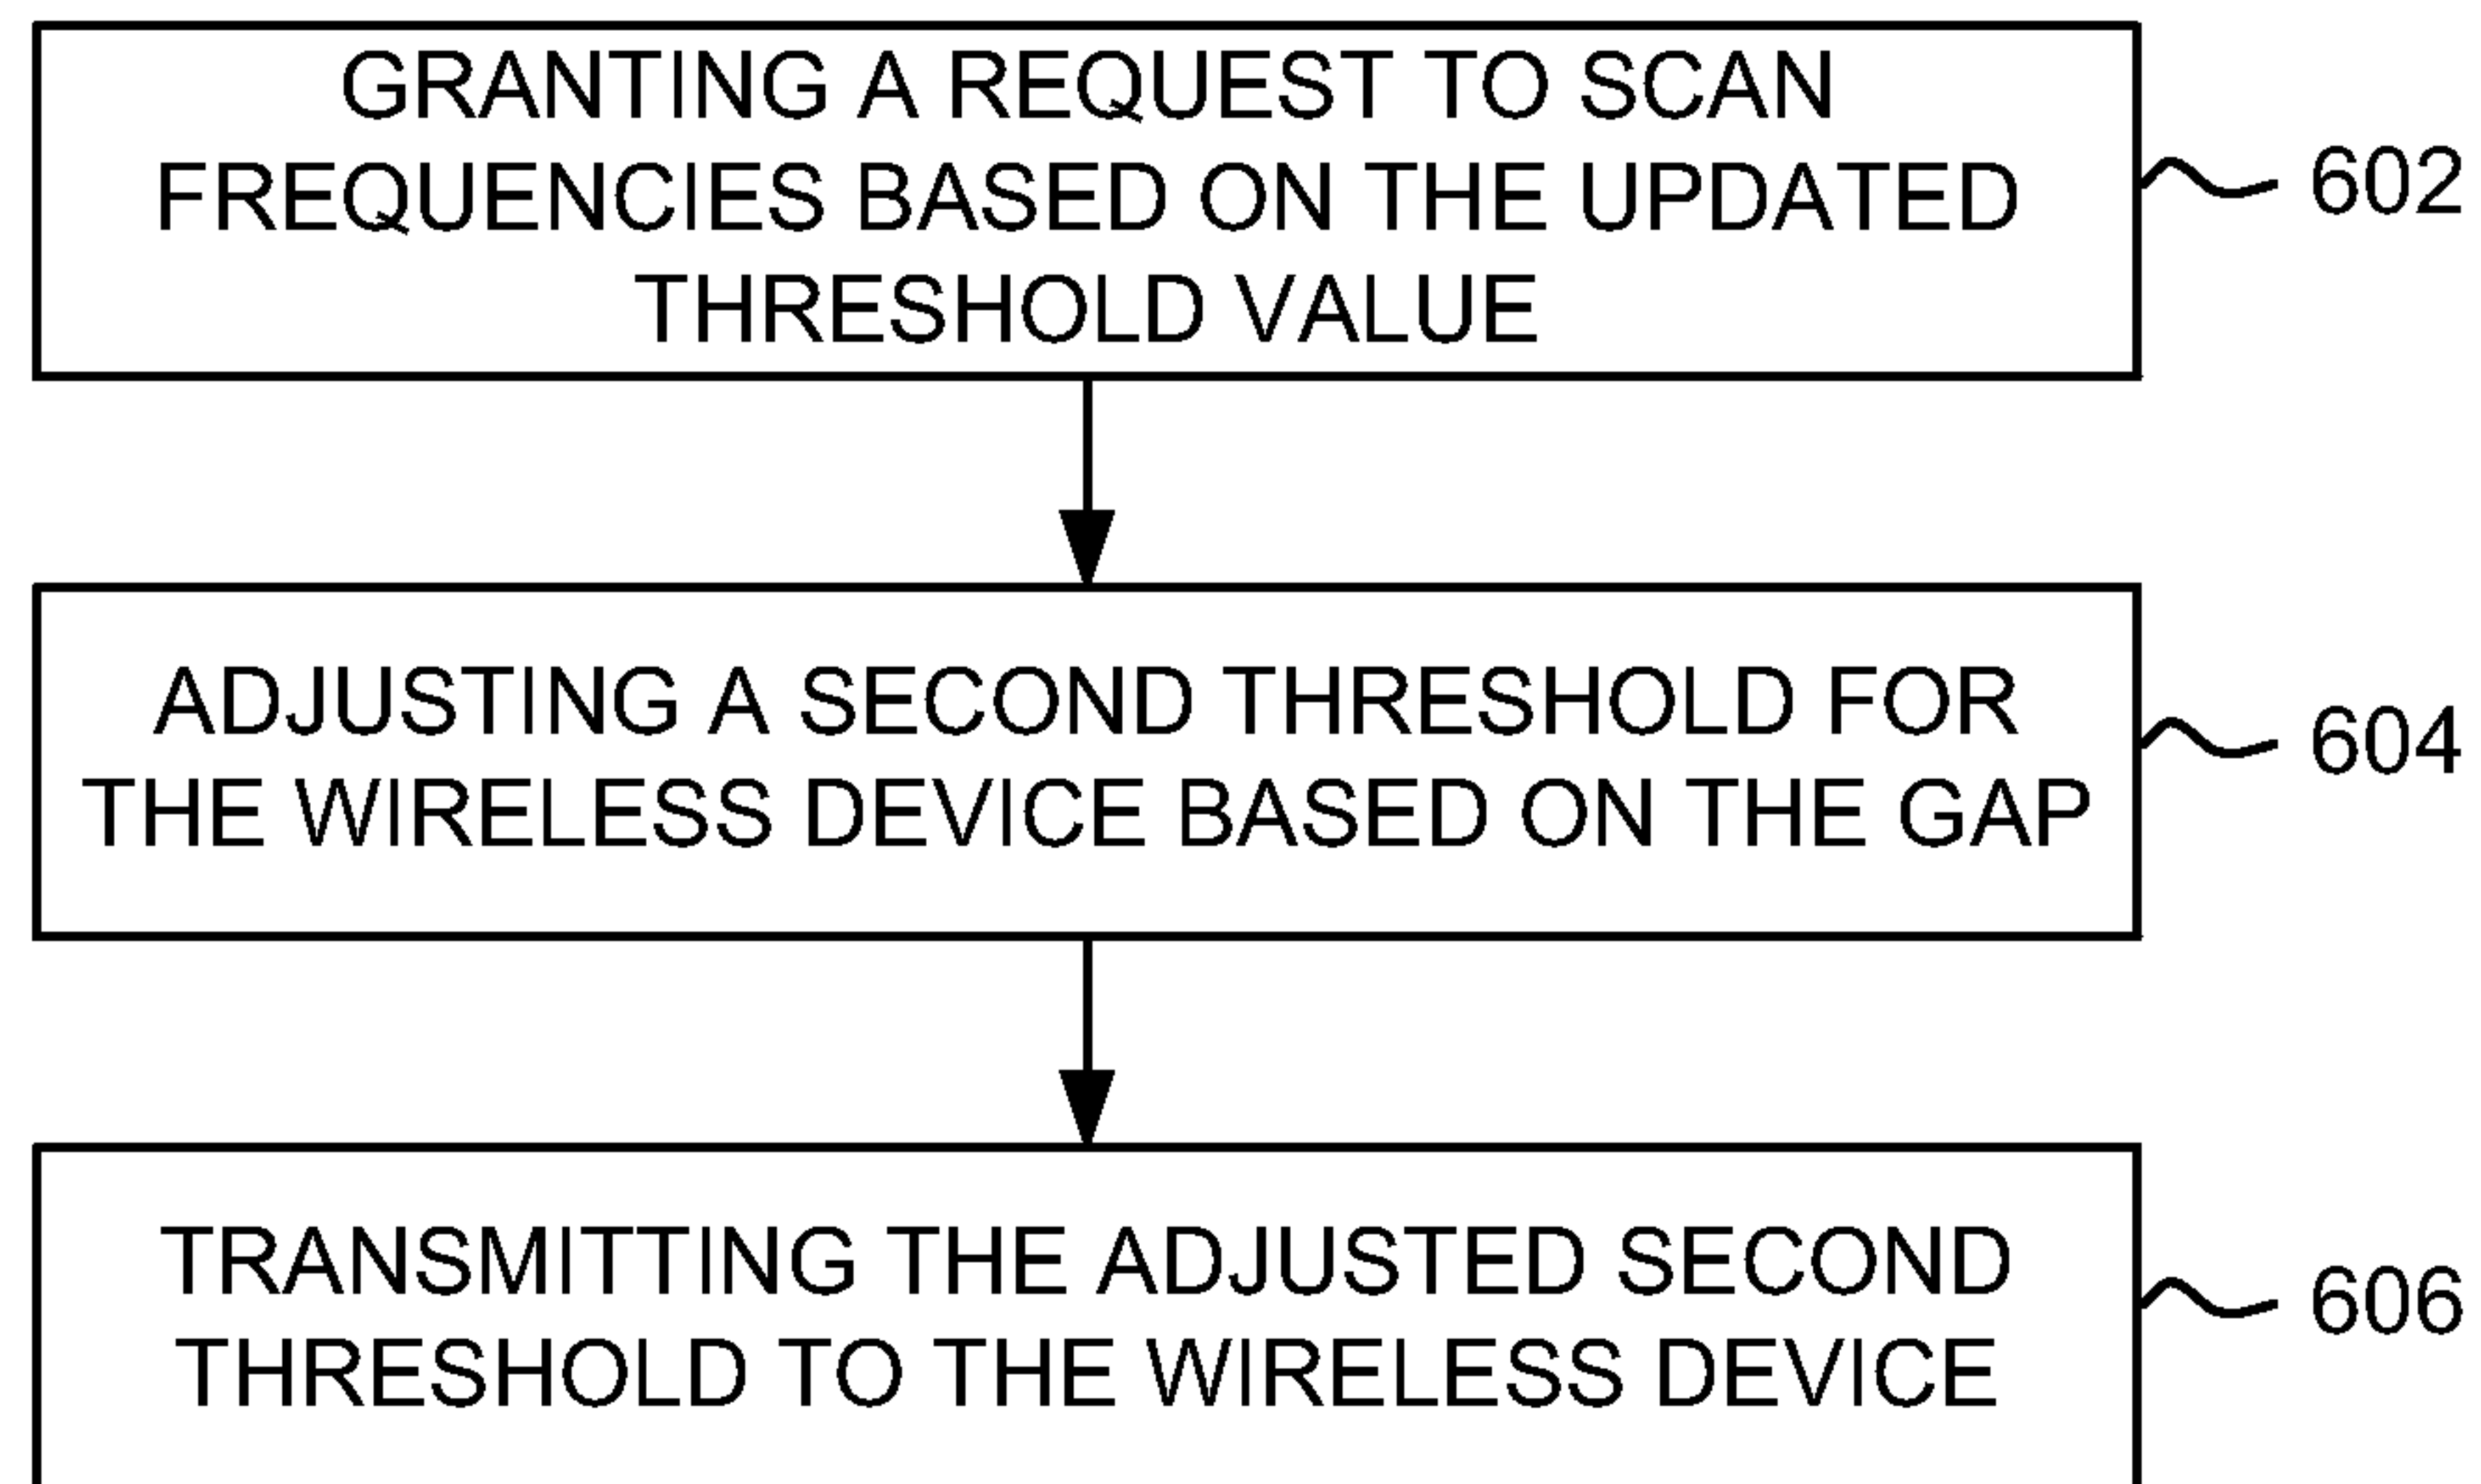 GRANTING A REQUEST TO SCAN
FREQUENCIES BASED ON THE UPDATED
THRESHOLD VALUE
602
ADJUSTING A SECOND THRESHOLD FOR
THE WIRELESS DEVICE BASED ON THE GAP
604
TRANSMITTING THE ADJUSTED SECOND
THRESHOLD TO THE WIRELESS DEVICE
606